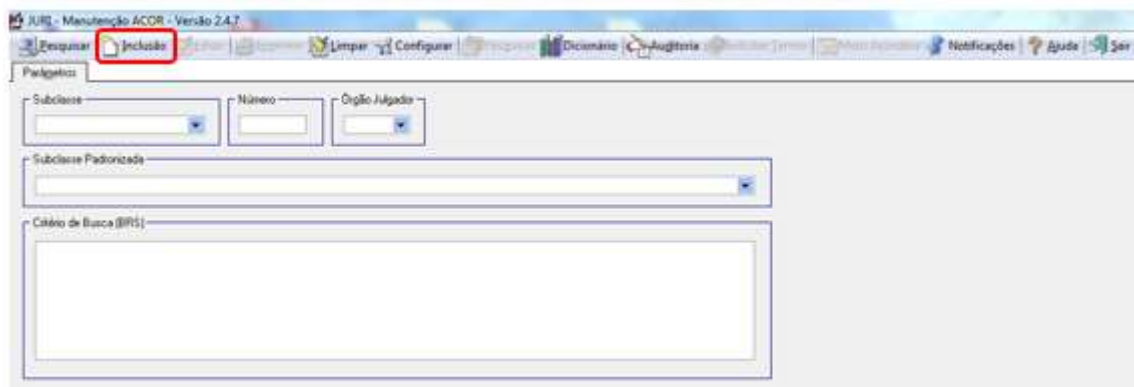 JURI - Manutenção ACOR - Versão 2.4.7
Pesquisar Inclusão Limpar Configurar Dicionário Auditoria Notificações Ajuda Sair
Subclasse Número Órgão Julgador
Subclasse Padronizada
Critério de Busca (BRS)